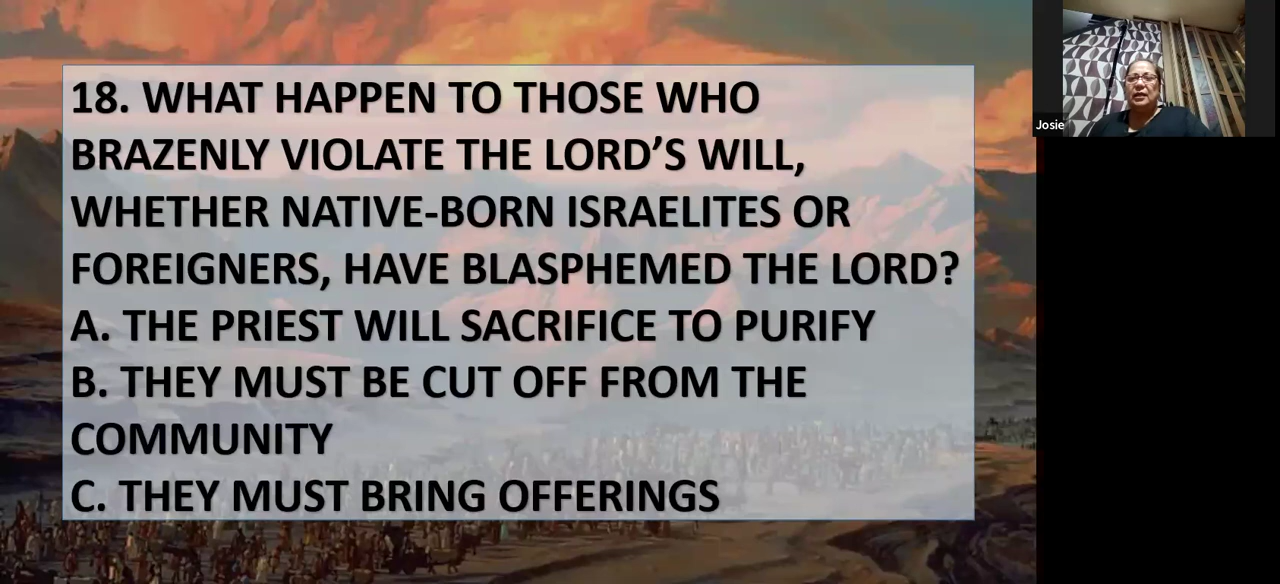 18. WHAT HAPPEN TO THOSE WHO
BRAZENLY VIOLATE THE LORD’S WILL,
WHETHER NATIVE-BORN ISRAELITES OR
FOREIGNERS, HAVE BLASPHEMED THE LORD?
A. THE PRIEST WILL SACRIFICE TO PURIFY
B. THEY MUST BE CUT OFF FROM THE
COMMUNITY
C. THEY MUST BRING OFFERINGS
Josie